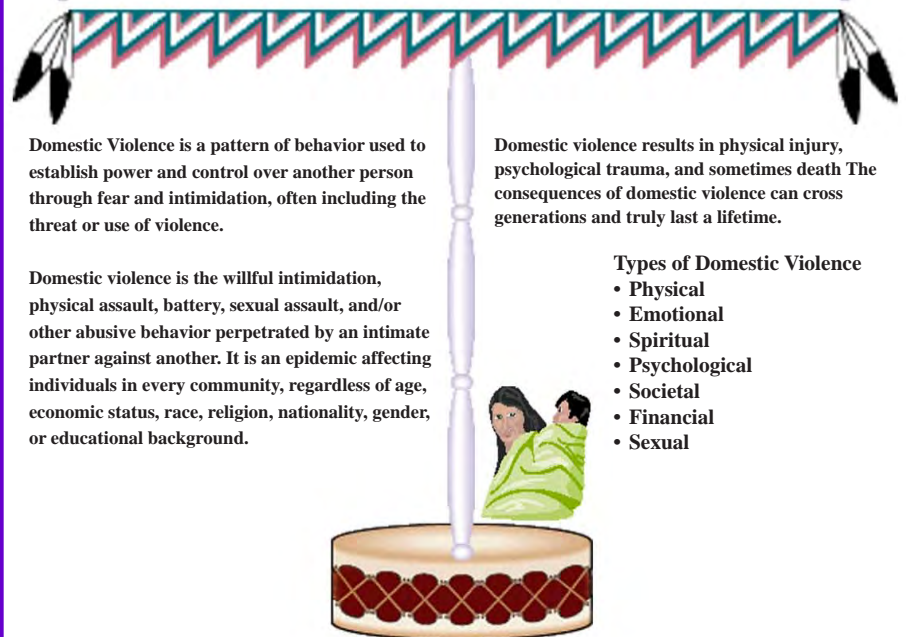 Domestic Violence is a pattern of behavior used to
establish power and control over another person
through fear and intimidation, often including the
threat or use of violence.
Domestic violence is the willful intimidation,
physical assault, battery, sexual assault, and/or
other abusive behavior perpetrated by an intimate
partner against another. It is an epidemic affecting
individuals in every community, regardless of age,
economic status, race, religion, nationality, gender,
or educational background.
Domestic violence results in physical injury,
psychological trauma, and sometimes death The
consequences of domestic violence can cross
generations and truly last a lifetime.
Types of Domestic Violence
• Physical
• Emotional
• Spiritual
• Psychological
• Societal
• Financial
• Sexual